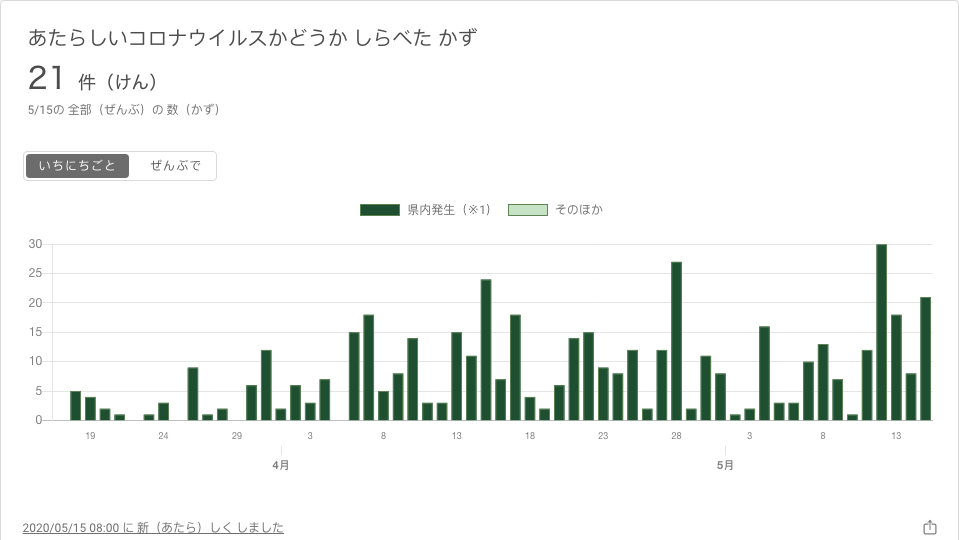 あたらしいコロナウイルスかどうか しらべた かず
21 件（けん）
5/15の 全部（ぜんぶ）の 数（かず）
いちにちごと ぜんぶで
県内発生（※1） そのほか
30
25
20
15
10
5
0
19 24 29 3 8 13 18 23 28 3 8 13
4月 5月
2020/05/15 08:00 に 新（あたら）しく しました